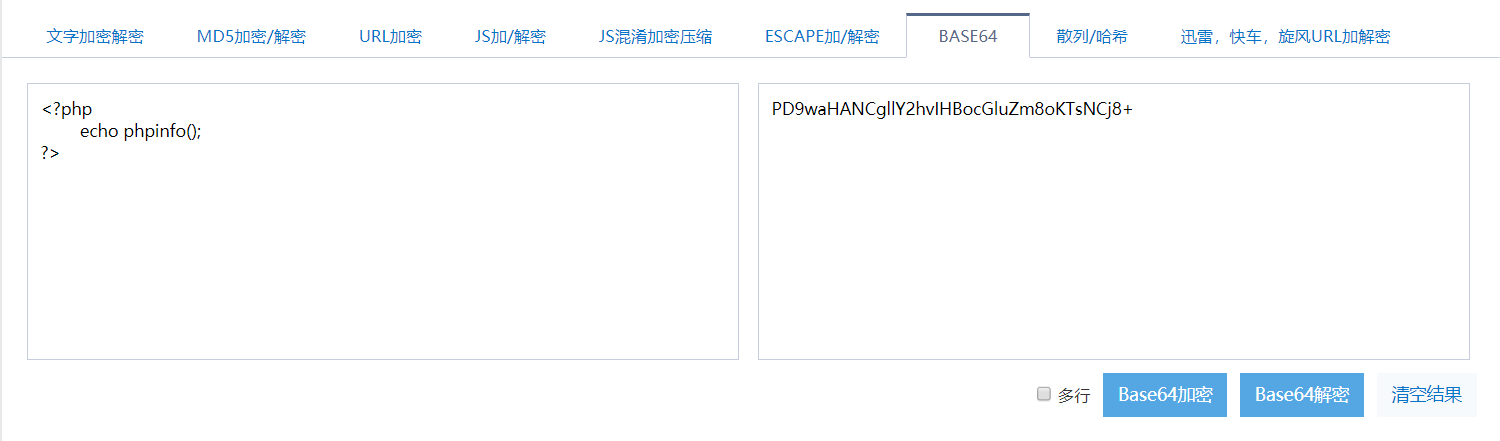 文字加密解密
MD5加密/解密
URL加密
JS加/解密
JS混淆加密压缩
ESCAPE加/解密
BASE64
散列/哈希
迅雷，快车，旋风URL加解密
<?php
echo phpinfo();
?>
PD9waHANCgllY2hvIHBocGluZm8oKTsNCj8+
多行
Base64加密
Base64解密
清空结果